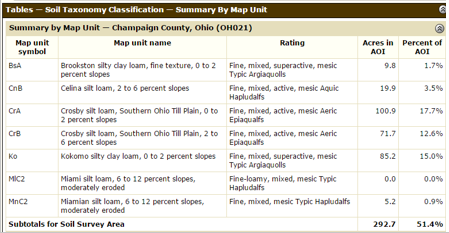 Tables — Soil Taxonomy Classification — Summary By Map Unit
Summary by Map Unit — Champaign County, Ohio (OH021)
Map unit symbol Map unit name Rating Acres in AOI Percent of AOI
BsA Brookston silty clay loam, fine texture, 0 to 2 percent slopes Fine, mixed, superactive, mesic Typic Argiaquolls 9.8 1.7%
CnB Celina silt loam, 2 to 6 percent slopes Fine, mixed, active, mesic Aquic Hapludalfs 19.9 3.5%
CrA Crosby silt loam, Southern Ohio Till Plain, 0 to 2 percent slopes Fine, mixed, active, mesic Aeric Epiaqualfs 100.9 17.7%
CrB Crosby silt loam, Southern Ohio Till Plain, 2 to 6 percent slopes Fine, mixed, active, mesic Aeric Epiaqualfs 71.7 12.6%
Ko Kokomo silty clay loam, 0 to 2 percent slopes Fine, mixed, superactive, mesic Typic Argiaquolls 85.2 15.0%
MlC2 Miami silt loam, 6 to 12 percent slopes, moderately eroded Fine-loamy, mixed, mesic Typic Hapludalfs 0.0 0.0%
MnC2 Miamian silt loam, 6 to 12 percent slopes, moderately eroded Fine, mixed, mesic Typic Hapludalfs 5.2 0.9%
Subtotals for Soil Survey Area 292.7 51.4%